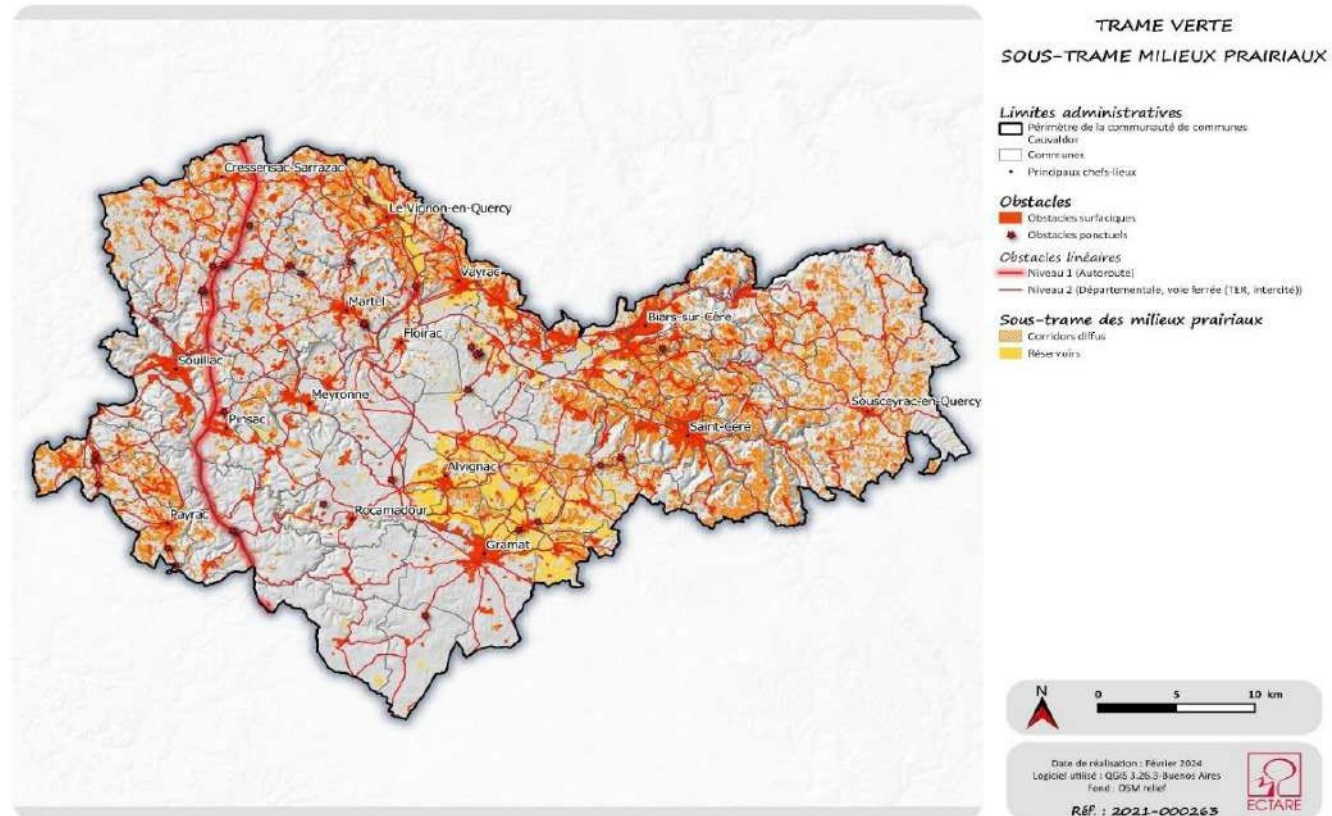 TRAME VERTE
SOUS-TRAME MILIEUX PRAIRIAUX
Limites administratives
Périmètre de la communauté de communes
Cauvaldor
Communes
Principaux chefs-lieux
Obstacles
Obstacles surfaciques
Obstacles ponctuels
Obstacles linéaires
Niveau 1 (Autoroute)
Niveau 2 (Départementale, voie ferrée (TER, intercité))
Sous-trame des milieux prairiaux
Corridors diffus
Réservoirs
Cressensac-Sarrazac
Le Vignon-en-Quercy
Vayrac
Martel
Biars-sur-Cère
Floirac
Souillac
Meyronne
Sousceyrac-en-Quercy
Pinsac
Saint-Céré
Alvignac
Payrac
Rocamadour
Gramat
N
0 5 10 km
Date de réalisation : Février 2024
Logiciel utilisé : QGIS 3.26.3-Buenos Aires
Fond : OSM relief
Réf. : 2021-000263
ECTARE